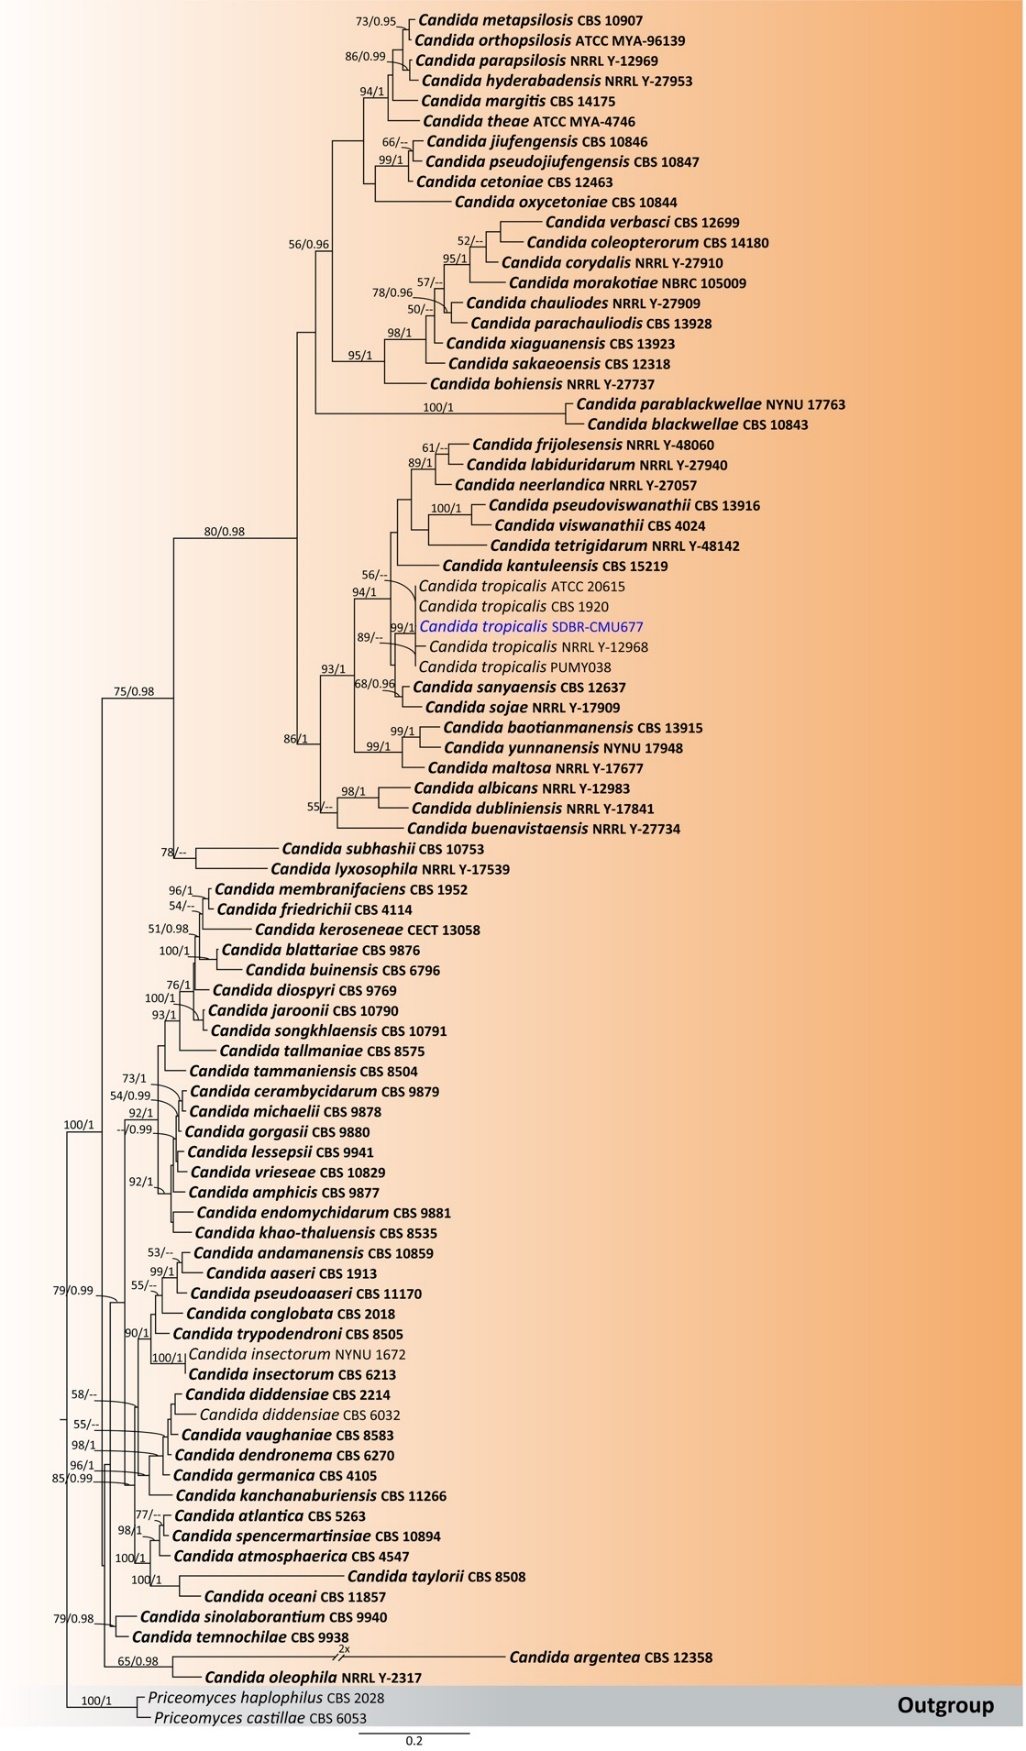 73/0.95
Candida metapsilosis CBS 10907
Candida orthopsilosis ATCC MYA-96139
86/0.99
Candida parapsilosis NRRL Y-12969
Candida hyderabadensis NRRL Y-27953
94/1
Candida margitis CBS 14175
Candida theae ATCC MYA-4746
66/--
Candida jiufengensis CBS 10846
99/1
Candida pseudojiufengensis CBS 10847
Candida cetoniae CBS 12463
Candida oxycetoniae CBS 10844
56/0.96
Candida verbasci CBS 12699
52/--
Candida coleopterorum CBS 14180
95/1
Candida corydalis NRRL Y-27910
57/--
Candida morakotiae NBRC 105009
78/0.96
Candida chauliodes NRRL Y-27909
50/--
Candida parachauliodis CBS 13928
98/1
Candida xiaguanensis CBS 13923
95/1
Candida sakaeoensis CBS 12318
Candida bohiensis NRRL Y-27737
100/1
Candida parablackwellae NYNU 17763
Candida blackwellae CBS 10843
61/--
Candida frijolesensis NRRL Y-48060
89/1
Candida labiduridarum NRRL Y-27940
Candida neerlandica NRRL Y-27057
100/1
Candida pseudoviswanathii CBS 13916
Candida viswanathii CBS 4024
80/0.98
Candida tetrigidarum NRRL Y-48142
Candida kantuleensis CBS 15219
56/--
Candida tropicalis ATCC 20615
94/1
Candida tropicalis CBS 1920
99/1
Candida tropicalis SDBR-CMU677
89/--
Candida tropicalis NRRL Y-12968
93/1
Candida tropicalis PUMY038
68/0.96
Candida sanyaensis CBS 12637
75/0.98
Candida sojae NRRL Y-17909
99/1
Candida baotianmanensis CBS 13915
86/1
99/1
Candida yunnanensis NYNU 17948
Candida maltosa NRRL Y-17677
98/1
Candida albicans NRRL Y-12983
55/--
Candida dubliniensis NRRL Y-17841
Candida buenavistaensis NRRL Y-27734
78/--
Candida subhashii CBS 10753
Candida lyxosophila NRRL Y-17539
96/1
Candida membranifaciens CBS 1952
54/--
Candida friedrichii CBS 4114
51/0.98
Candida keroseneae CECT 13058
100/1
Candida blattariae CBS 9876
Candida buinensis CBS 6796
76/1
Candida diospyri CBS 9769
100/1
Candida jaroonii CBS 10790
93/1
Candida songkhlaensis CBS 10791
Candida tallmaniae CBS 8575
Candida tammaniensis CBS 8504
73/1
Candida cerambycidarum CBS 9879
54/0.99
Candida michaelii CBS 9878
92/1
100/1
--/0.99
Candida gorgasii CBS 9880
Candida lessepsii CBS 9941
Candida vrieseae CBS 10829
92/1
Candida amphicis CBS 9877
Candida endomychidarum CBS 9881
Candida khao-thaluensis CBS 8535
53/--
Candida andamanensis CBS 10859
99/1
Candida aaseri CBS 1913
79/0.99
55/--
Candida pseudoaaseri CBS 11170
Candida conglobata CBS 2018
90/1
Candida trypodendroni CBS 8505
100/1
Candida insectorum NYNU 1672
Candida insectorum CBS 6213
58/--
Candida diddensiae CBS 2214
Candida diddensiae CBS 6032
55/--
Candida vaughaniae CBS 8583
98/1
Candida dendronema CBS 6270
96/1
Candida germanica CBS 4105
85/0.99
Candida kanchanaburiensis CBS 11266
77/--
Candida atlantica CBS 5263
98/1
Candida spencermartinsiae CBS 10894
100/1
Candida atmosphaerica CBS 4547
100/1
Candida taylorii CBS 8508
Candida oceani CBS 11857
79/0.98
Candida sinolaborantium CBS 9940
Candida temnochilae CBS 9938
2x
65/0.98
Candida argentea CBS 12358
Candida oleophila NRRL Y-2317
100/1
Priceomyces haplophilus CBS 2028
Outgroup
Priceomyces castillae CBS 6053
0.2